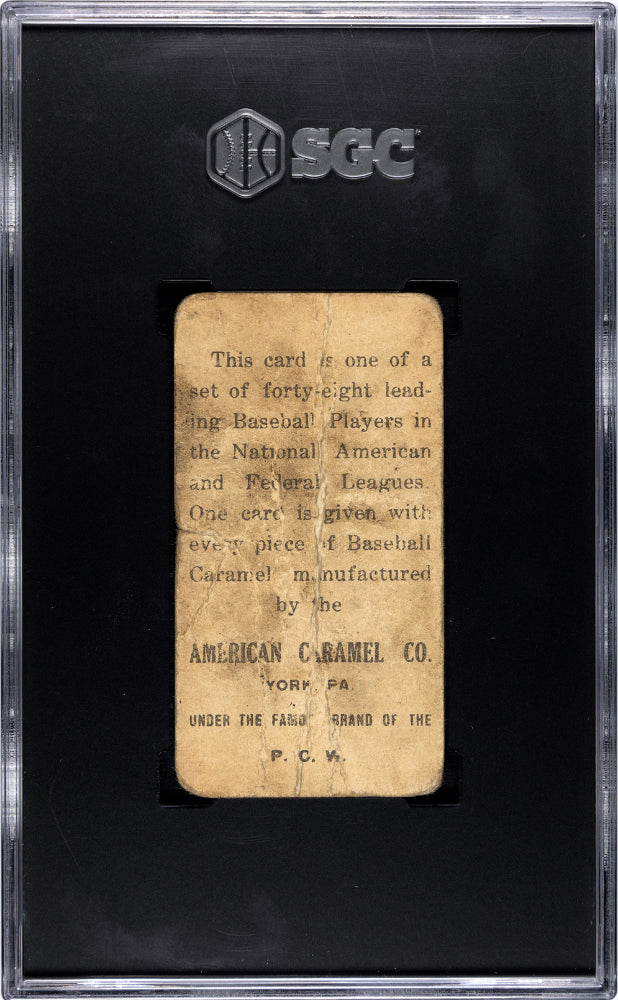 SGC
This card is one of a
set of forty-eight lead-
ing Baseball Players in
the National American
and Federal Leagues.
One card is given with
every piece of Baseball
Caramel manufactured
by the
AMERICAN CARAMEL CO.
YORK, PA.
UNDER THE FAMOUS BRAND OF THE
P. C. W.